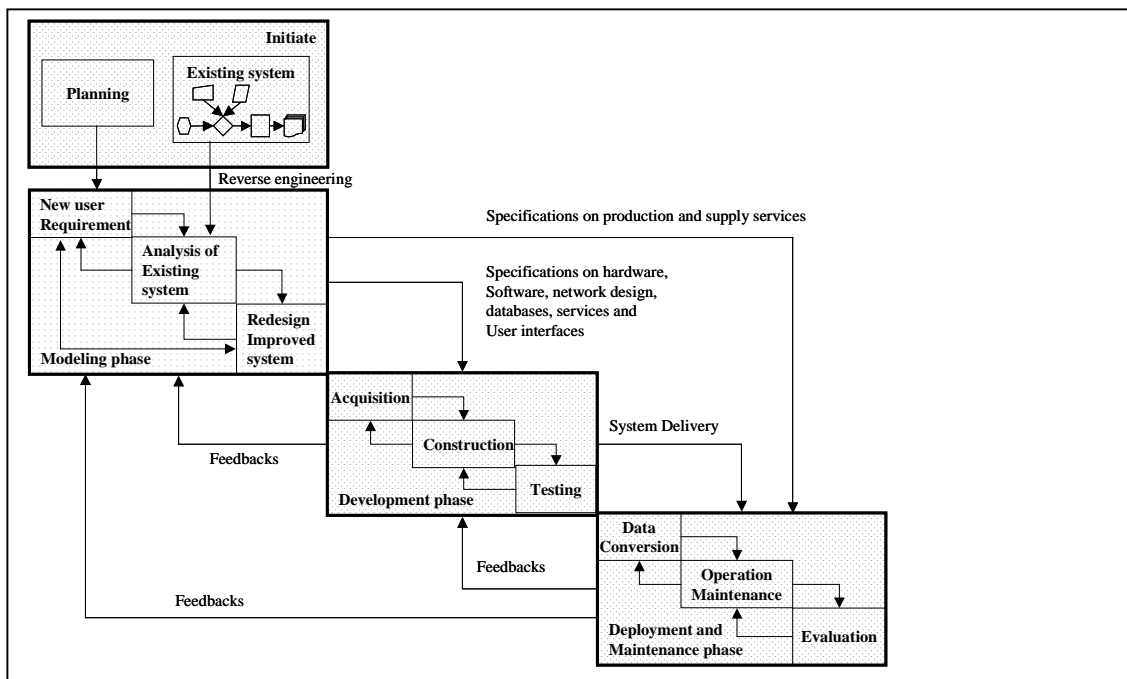 Initiate
Planning
Existing system
Reverse engineering
New user
Requirement
Analysis of
Existing
system
Redesign
Improved
system
Modeling phase
Specifications on production and supply services
Specifications on hardware,
Software, network design,
databases, services and
User interfaces
Acquisition
Construction
Testing
Development phase
System Delivery
Feedbacks
Data
Conversion
Operation
Maintenance
Evaluation
Deployment and
Maintenance phase
Feedbacks
Feedbacks